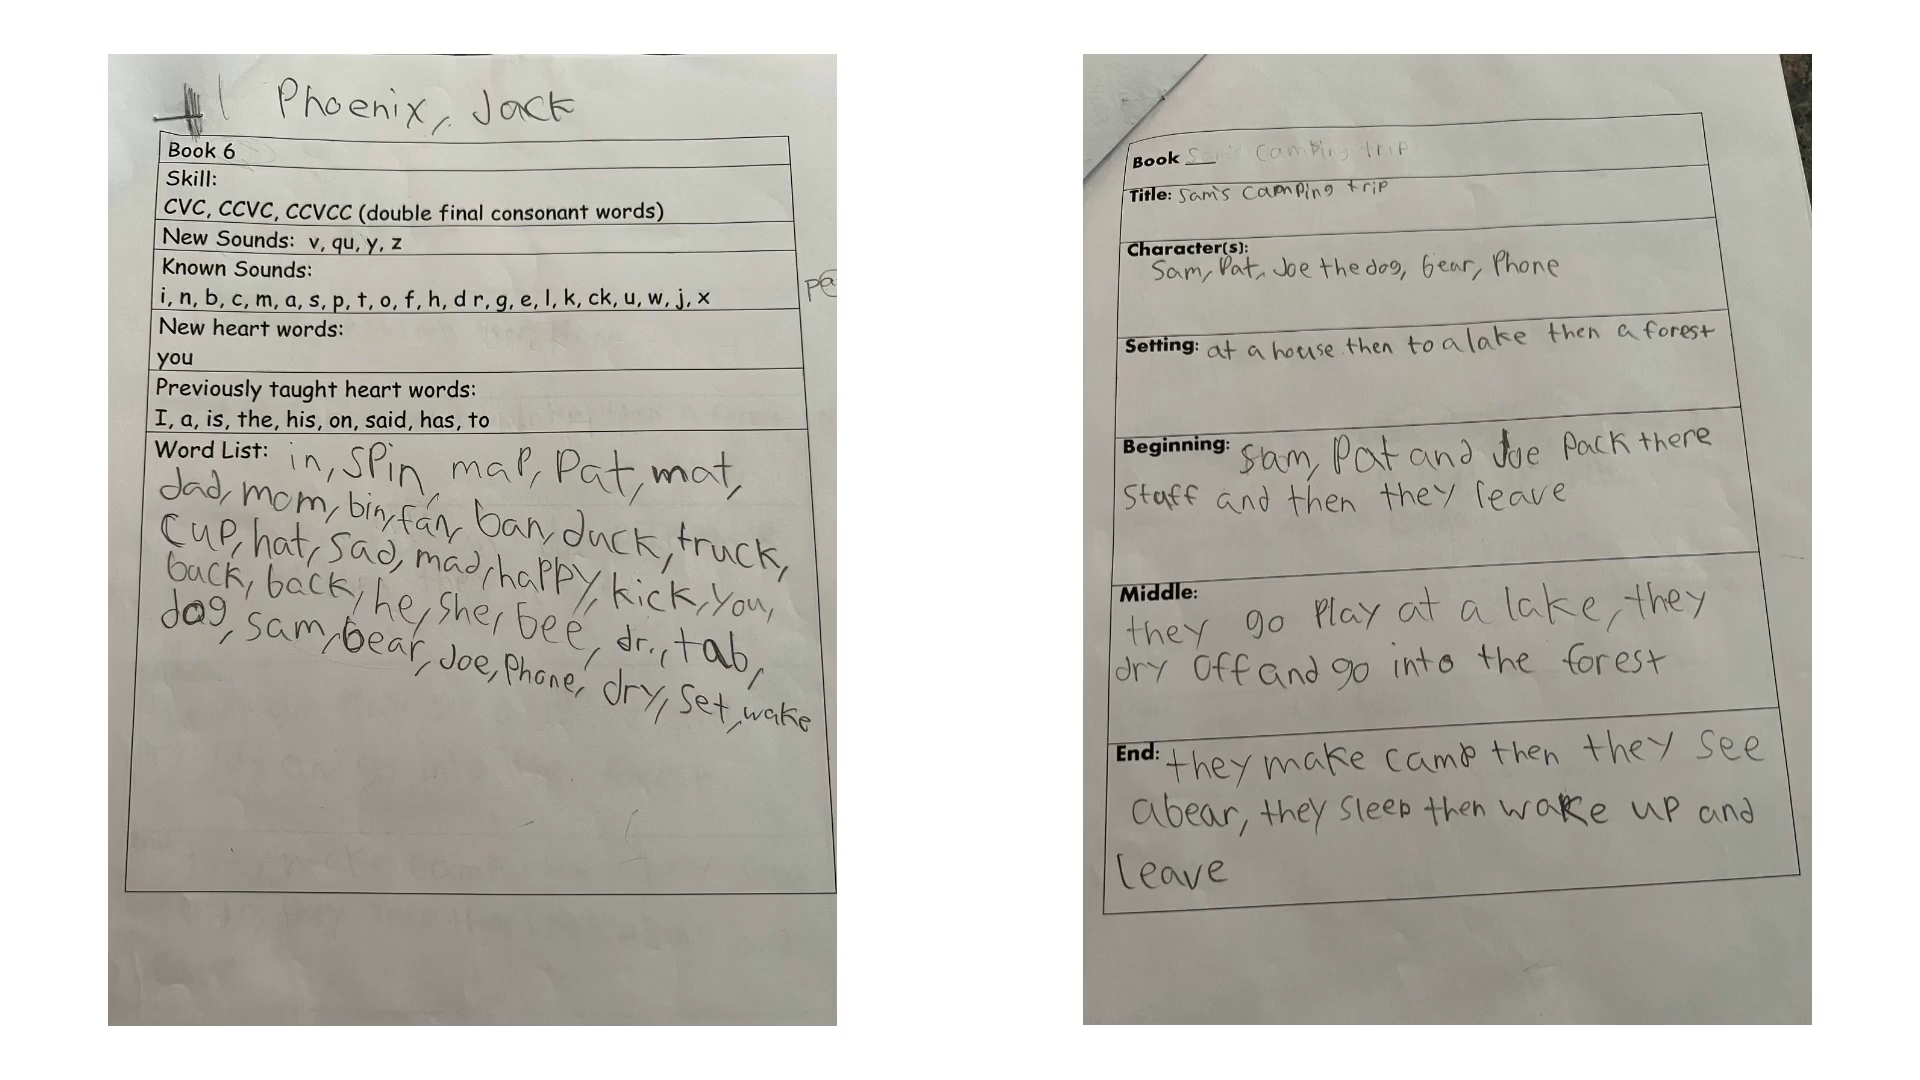 1 Phoenix, Jack
Book 6
Skill:
CVC, CCVC, CCVCC (double final consonant words)
New Sounds: v, qu, y, z
Known Sounds:
i, n, b, c, m, a, s, p, t, o, f, h, d r, g, e, l, k, ck, u, w, j, x
New heart words:
you
Previously taught heart words:
I, a, is, the, his, on, said, has, to
Word List: in, spin, map, Pat, mat,
dad, mom, bin, fan, ban, duck, truck,
cup, hat, sad, mad, happy, kick, you,
back, he, she, bee, dr., tab,
dog, sam, bear, Joe, Phone, dry, set, wake
Book Sam's camping trip
Title: Sam's camping trip
Character(s):
Sam, Pat, Joe the dog, bear, Phone
Setting: at a house then to a lake then a forest
Beginning: Sam, Pat and Joe Pack there
staff and then they leave
Middle:
they go Play at a lake, they
dry off and go into the forest
End: they make camp then they see
a bear, they sleep then wake up and
leave